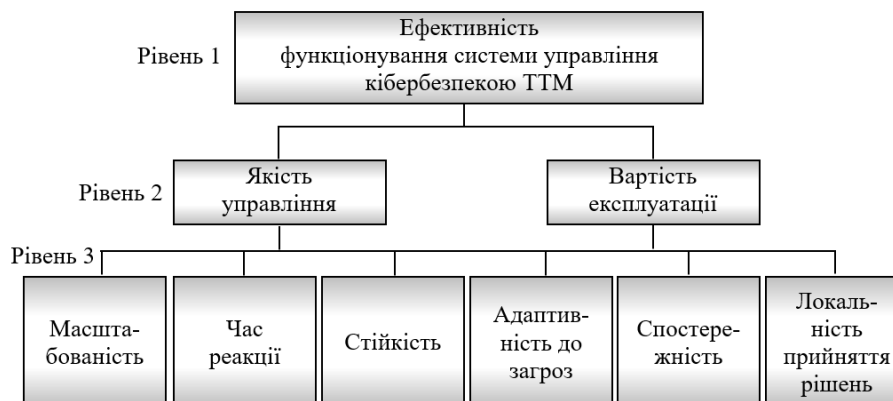 Рівень 1
Ефективність
функціонування системи управління
кібербезпекою ТТМ
Рівень 2
Якість
управління
Вартість
експлуатації
Рівень 3
Масшта-
бованість
Час
реакції
Стійкість
Адаптив-
ність до
загроз
Спостере-
жність
Локаль-
ність
прийняття
рішень